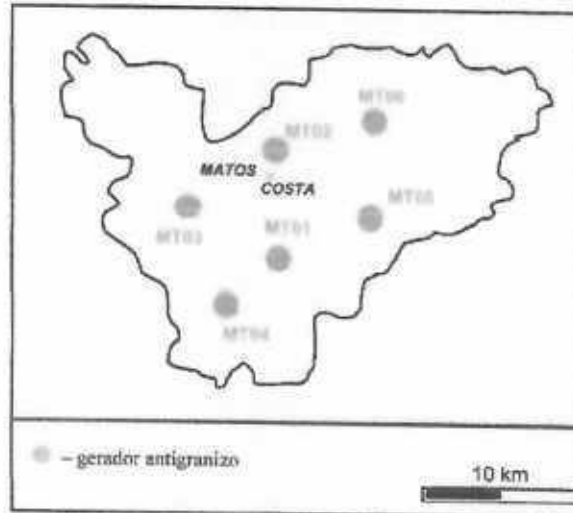 MT06
MT02
MATOS
COSTA
MT05
MT03
MT01
MT04
– gerador antigranizo
10 km